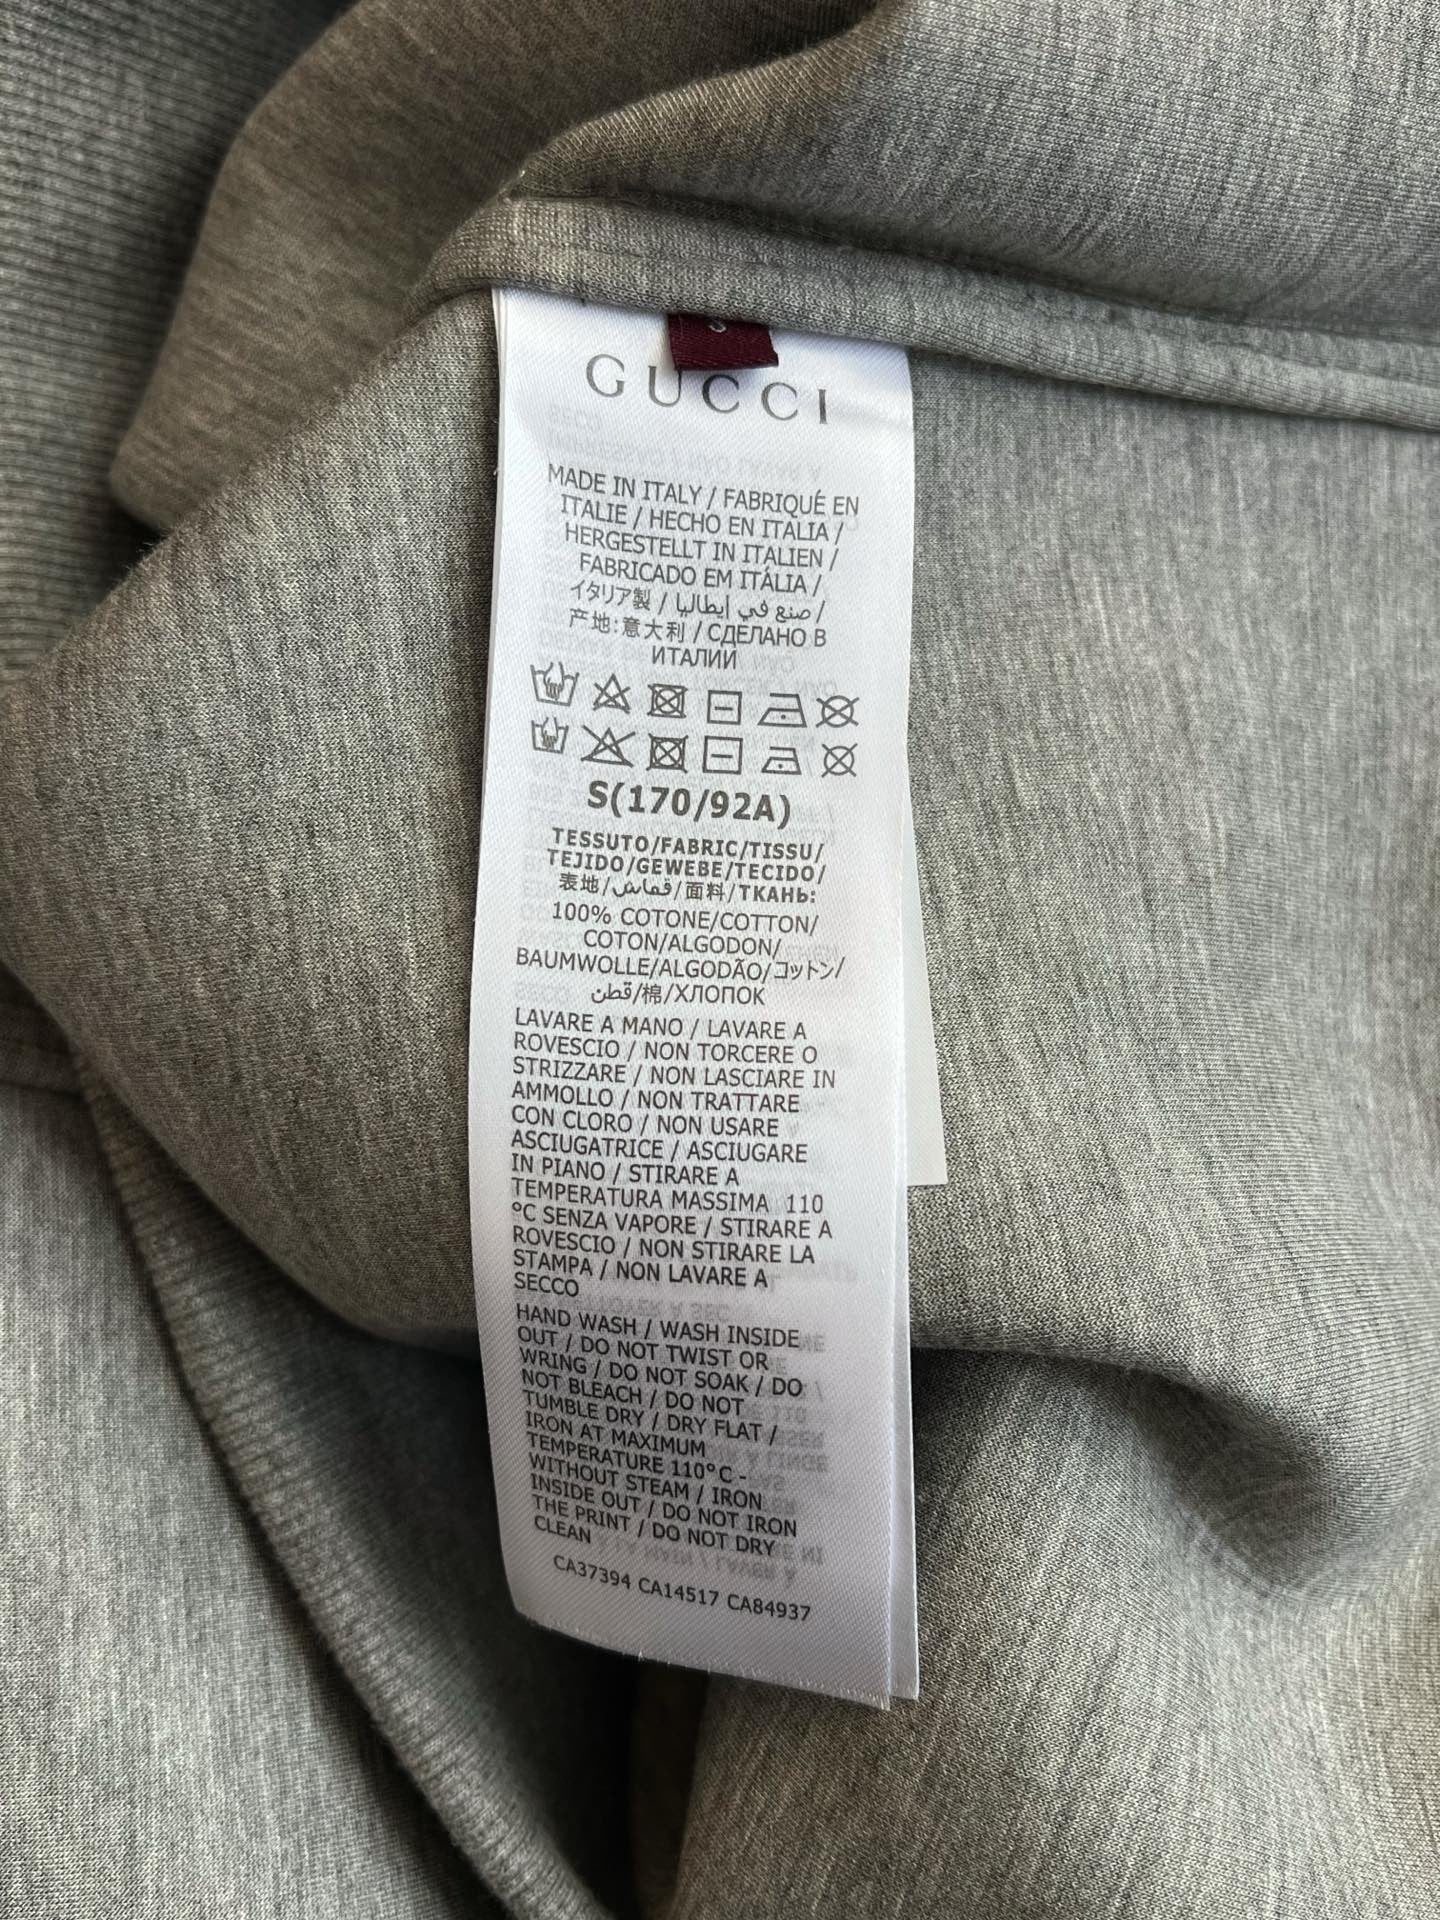 GUCCI
MADE IN ITALY / FABRIQUÉ EN
ITALIE / HECHO EN ITALIA /
HERGESTELLT IN ITALIEN /
FABRICADO EM ITÁLIA /
イタリア製 / صنع في إيطاليا /
产地:意大利 / СДЕЛАНО В
ИТАЛИИ
S(170/92A)
TESSUTO/FABRIC/TISSU/
TEJIDO/GEWEBE/TECIDO/
表地/قماش/面料/ТКАНЬ:
100% COTONE/COTTON/
COTON/ALGODON/
BAUMWOLLE/ALGODÃO/コットン/
قطن/棉/ХЛОПОК
LAVARE A MANO / LAVARE A
ROVESCIO / NON TORCERE O
STRIZZARE / NON LASCIARE IN
AMMOLLO / NON TRATTARE
CON CLORO / NON USARE
ASCIUGATRICE / ASCIUGARE
IN PIANO / STIRARE A
TEMPERATURA MASSIMA 110
°C SENZA VAPORE / STIRARE A
ROVESCIO / NON STIRARE LA
STAMPA / NON LAVARE A
SECCO
HAND WASH / WASH INSIDE
OUT / DO NOT TWIST OR
WRING / DO NOT SOAK / DO
NOT BLEACH / DO NOT
TUMBLE DRY / DRY FLAT /
IRON AT MAXIMUM
TEMPERATURE 110°C -
WITHOUT STEAM / IRON
INSIDE OUT / DO NOT IRON
THE PRINT / DO NOT DRY
CLEAN
CA37394 CA14517 CA84937